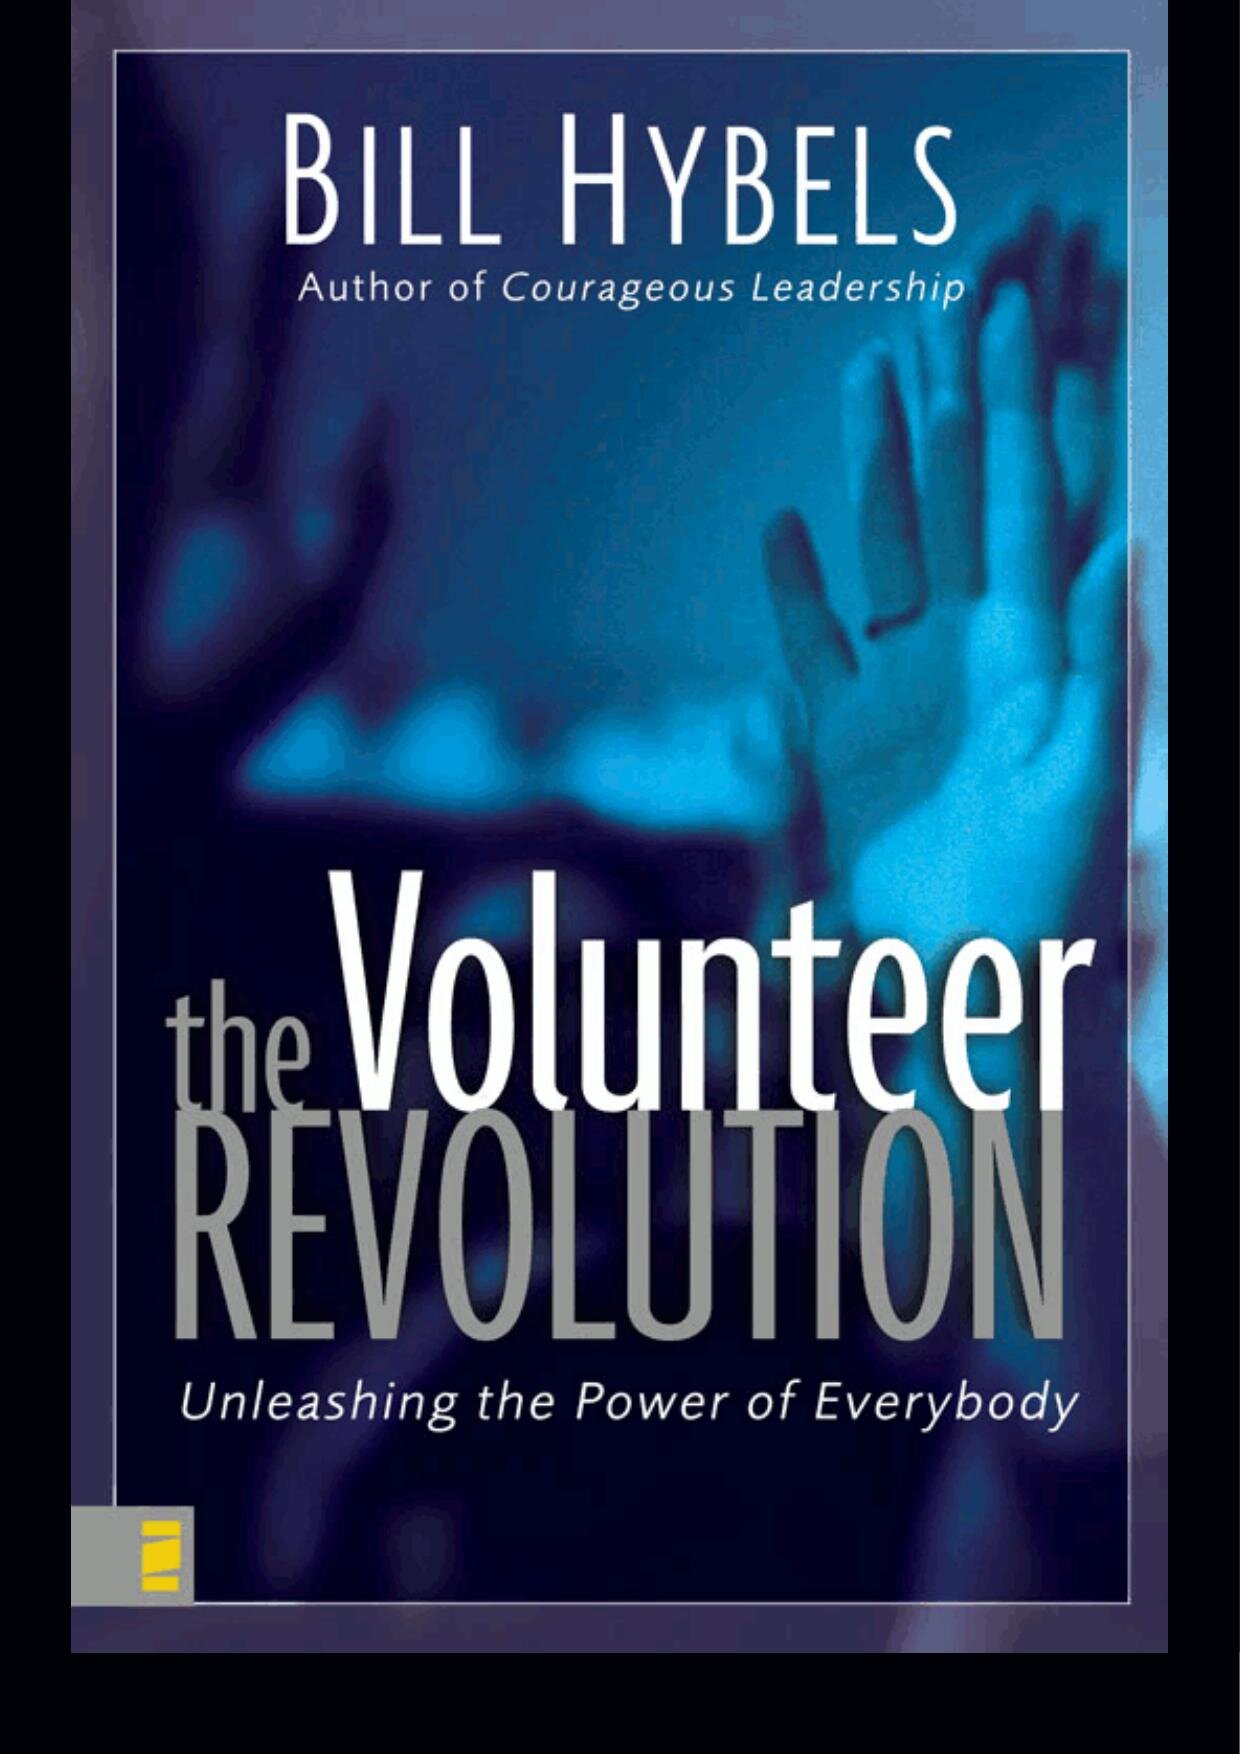 BILL HYBELS
Author of Courageous Leadership
the Volunteer
REVOLUTION
Unleashing the Power of Everybody